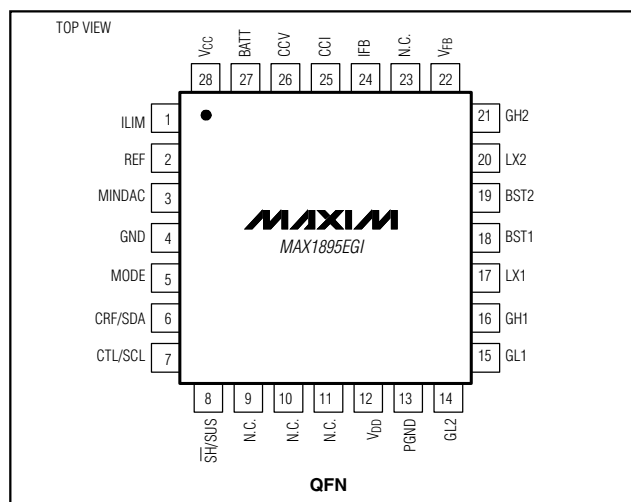 TOP VIEW
VCC
BATT
CCV
CCI
IFB
N.C.
VFB
28
27
26
25
24
23
22
ILIM 1
REF 2
MINDAC 3
GND 4
MODE 5
CRF/SDA 6
CTL/SCL 7
21 GH2
20 LX2
19 BST2
18 BST1
17 LX1
16 GH1
15 GL1
MAXIM
MAX1895EGI
8
9
10
11
12
13
14
SH/SUS
N.C.
N.C.
N.C.
VDD
PGND
GL2
QFN